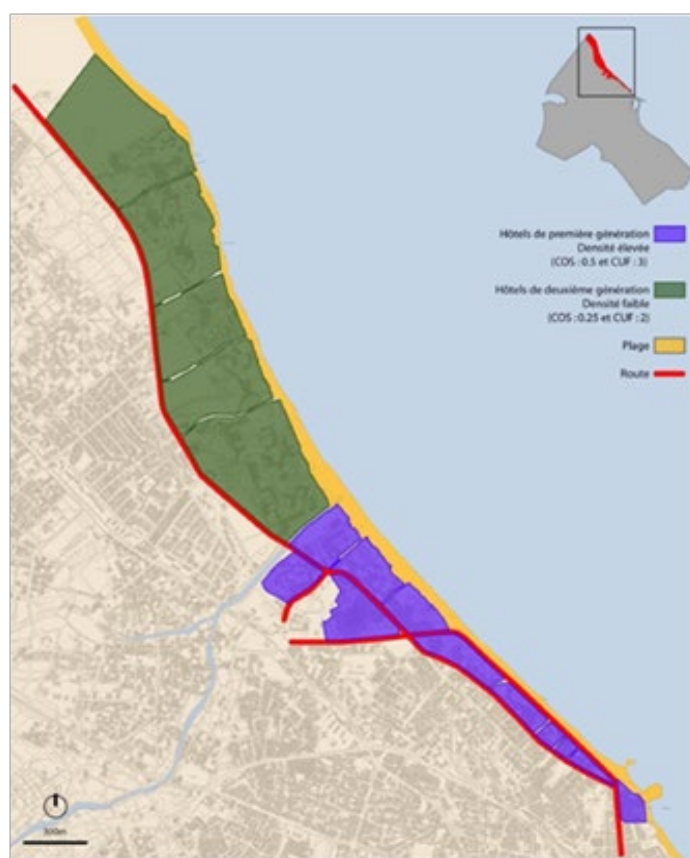 Hôtels de première génération
Densité élevée
(COS : 0.5 et CUF : 3)
Hôtels de deuxième génération
Densité faible
(COS : 0.25 et CUF : 2)
Plage
Route
300m